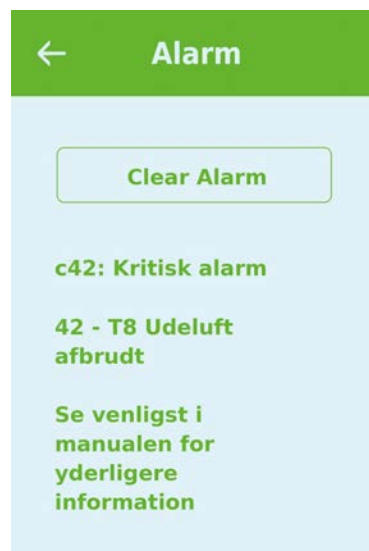 Alarm
Clear Alarm
c42: Kritisk alarm
42 - T8 Udeluft
afbrudt
Se venligst i
manualen for
yderligere
information